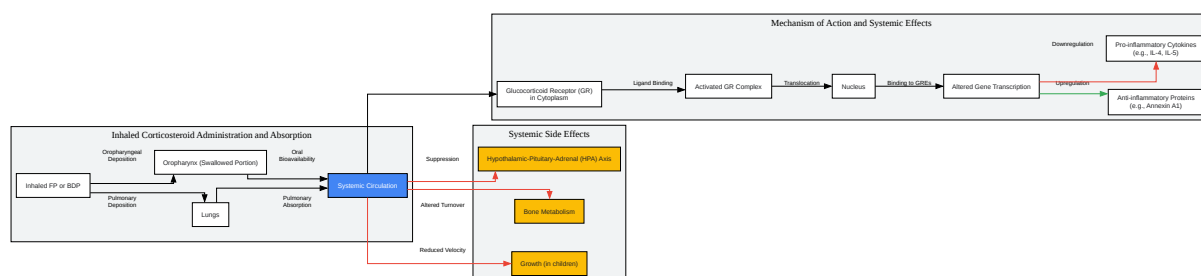 Mechanism of Action and Systemic Effects
Downregulation
Pro-inflammatory Cytokines
(e.g., IL-4, IL-5)
Glucocorticoid Receptor (GR)
in Cytoplasm
Ligand Binding
Activated GR Complex
Translocation
Nucleus
Binding to GREs
Altered Gene Transcription
Upregulation
Anti-inflammatory Proteins
(e.g., Annexin A1)
Inhaled Corticosteroid Administration and Absorption
Oropharyngeal
Deposition
Oropharynx (Swallowed Portion)
Oral
Bioavailability
Inhaled FP or BDP
Pulmonary
Deposition
Lungs
Pulmonary
Absorption
Systemic Circulation
Systemic Side Effects
Suppression
Hypothalamic-Pituitary-Adrenal (HPA) Axis
Altered Turnover
Bone Metabolism
Reduced Velocity
Growth (in children)